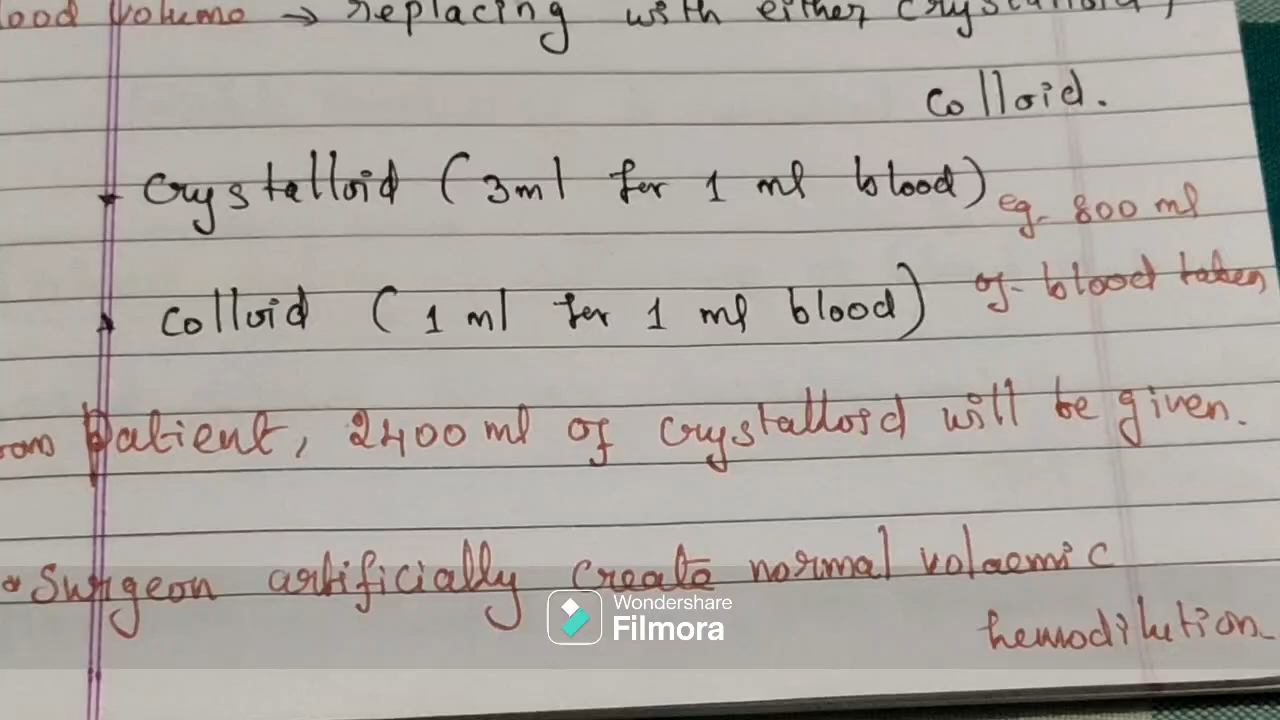 ood volume → replacing with either crystalloid,
colloid.
crystalloid (3ml for 1 ml blood) eg. 800 ml
colloid (1 ml for 1 ml blood) of blood taken
from patient, 2400 ml of crystalloid will be given.
Surgeon artificially create normal volaemic
hemodilution.
Wondershare
Filmora